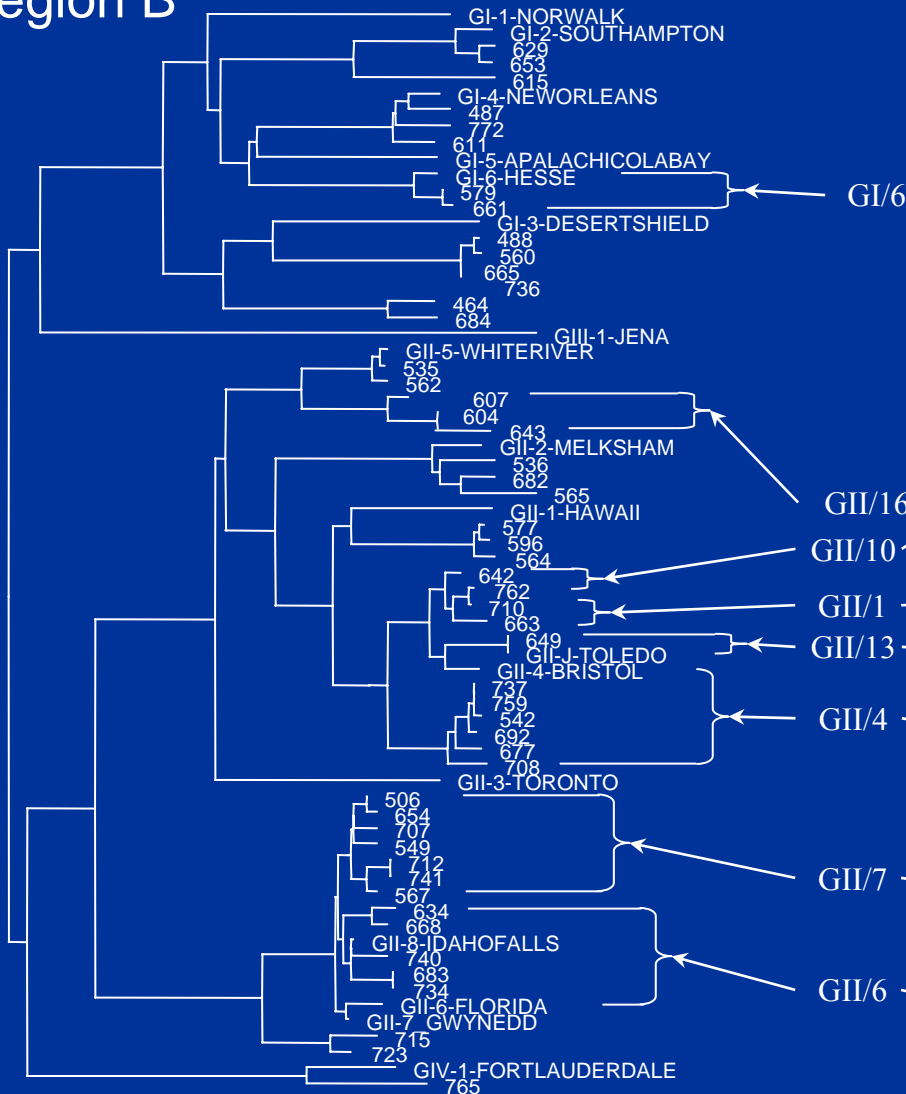 egion B
GI-1-NORWALK
GI-2-SOUTHAMPTON
629
653
615
GI-4-NEWORLEANS
487
772
611
GI-5-APALACHICOLABAY
GI-6-HESSE
579
GI/6
661
GI-3-DESERTSHIELD
488
560
665
736
464
684
GIII-1-JENA
GII-5-WHITERIVER
535
562
607
604
643
GII-2-MELKSHAM
536
682
565
GII/16
GII-1-HAWAII
577
596
GII/10
564
642
762
GII/1
710
663
649
GII/13
GII-J-TOLEDO
GII-4-BRISTOL
737
759
542
GII/4
692
677
708
GII-3-TORONTO
506
654
707
549
712
GII/7
741
567
634
668
GII-8-IDAHOFALLS
740
683
GII/6
734
GII-6-FLORIDA
GII-7_GWYNEDD
715
723
GIV-1-FORTLAUDERDALE
765